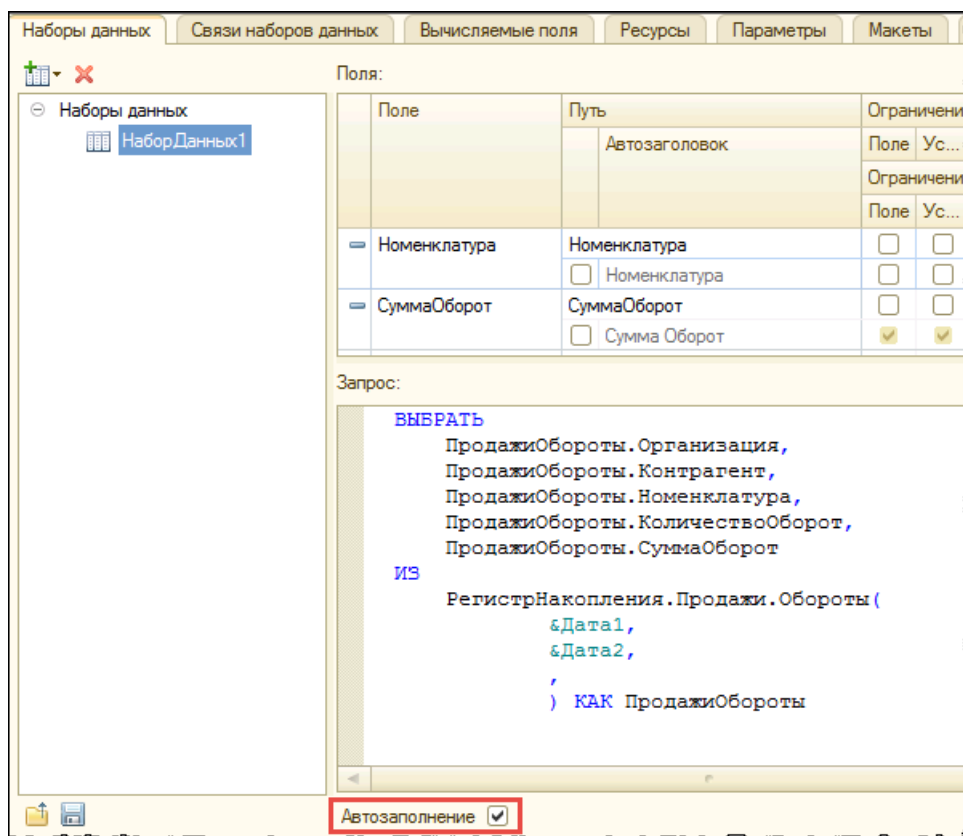 Наборы данных Связи наборов данных Вычисляемые поля Ресурсы Параметры Макеты
Поля:
Наборы данных
НаборДанных1
Поле Путь Ограничени
Автозаголовок Поле Ус...
Ограничени
Поле Ус...
Номенклатура Номенклатура
Номенклатура
СуммаОборот СуммаОборот
Сумма Оборот
Запрос:
ВЫБРАТЬ
ПродажиОбороты.Организация,
ПродажиОбороты.Контрагент,
ПродажиОбороты.Номенклатура,
ПродажиОбороты.КоличествоОборот,
ПродажиОбороты.СуммаОборот
ИЗ
РегистрНакопления.Продажи.Обороты(
&Дата1,
&Дата2,
,
) КАК ПродажиОбороты
Автозаполнение